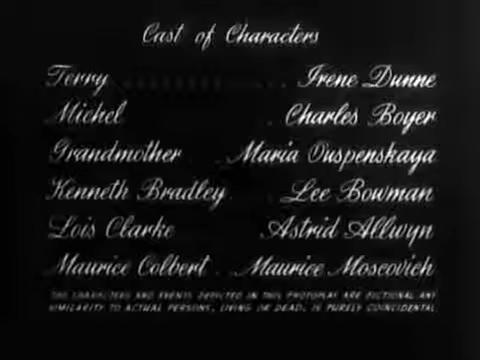 Cast of Characters
Terry . . . . . . . . . . . . Irene Dunne
Michel . Charles Boyer
Grandmother . . Maria Ouspenskaya
Kenneth Bradley . . Lee Bowman
Lois Clarke Astrid Allwyn
Maurice Colbert . . Maurice Moscovich
THE CHARACTERS AND EVENTS DEPICTED IN THIS PHOTOPLAY ARE FICTIONAL. ANY
SIMILARITY TO ACTUAL PERSONS, LIVING OR DEAD, IS PURELY COINCIDENTAL.